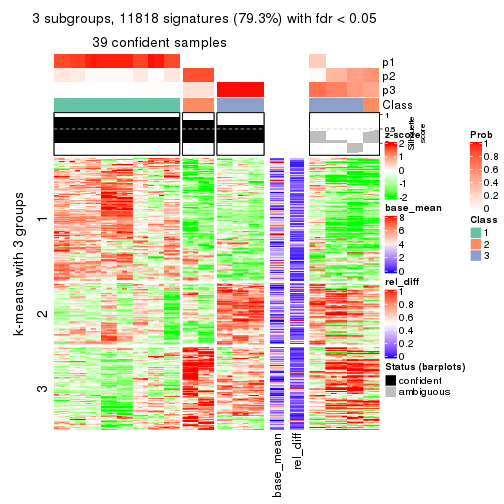 3 subgroups, 11818 signatures (79.3%) with fdr < 0.05
39 confident samples
p1
p2
p3
Class
1
0.5
0
Silhouette
score
k-means with 3 groups
1
2
3
base_mean
rel_diff
z-score
2
1
0
-1
-2
base_mean
8
6
4
2
0
rel_diff
1
0.8
0.6
0.4
0.2
0
Status (barplots)
confident
ambiguous
Prob
1
0.8
0.6
0.4
0.2
0
Class
1
2
3